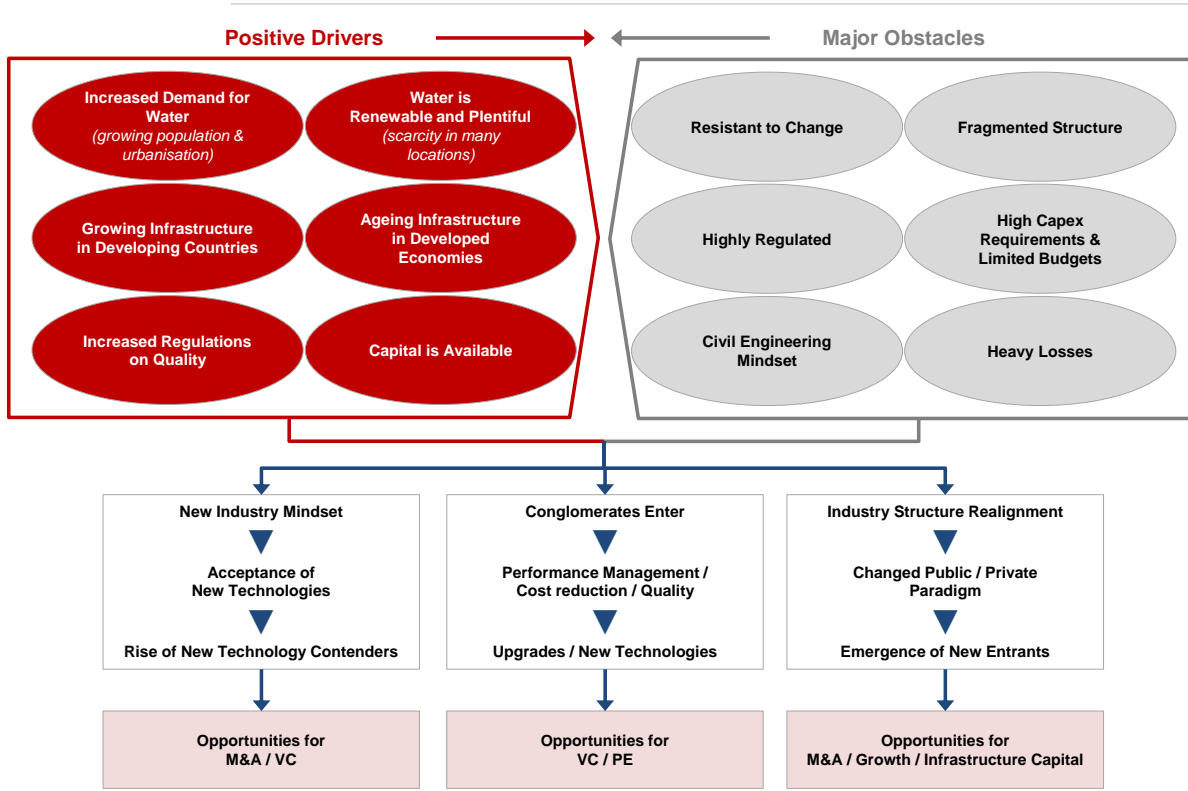 Positive Drivers
Major Obstacles
Increased Demand for
Water
(growing population &
urbanisation)
Water is
Renewable and Plentiful
(scarcity in many
locations)
Growing Infrastructure
in Developing Countries
Ageing Infrastructure
in Developed
Economies
Increased Regulations
on Quality
Capital is Available
Resistant to Change
Fragmented Structure
Highly Regulated
High Capex
Requirements &
Limited Budgets
Civil Engineering
Mindset
Heavy Losses
New Industry Mindset
Acceptance of
New Technologies
Rise of New Technology Contenders
Opportunities for
M&A / VC
Conglomerates Enter
Performance Management /
Cost reduction / Quality
Upgrades / New Technologies
Opportunities for
VC / PE
Industry Structure Realignment
Changed Public / Private
Paradigm
Emergence of New Entrants
Opportunities for
M&A / Growth / Infrastructure Capital